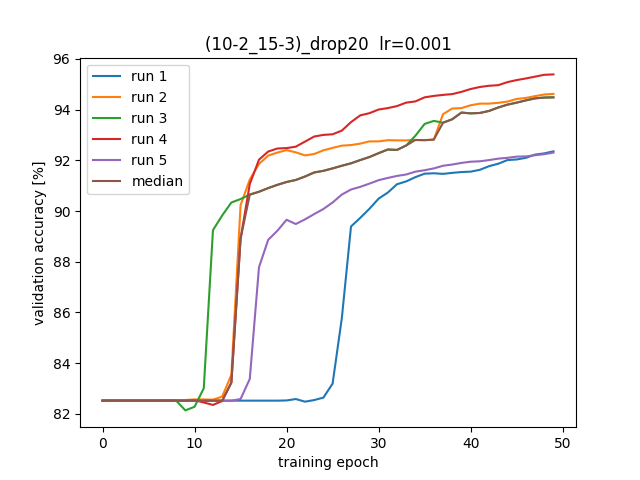 (10-2_15-3)_drop20  lr=0.001
validation accuracy [%]
96
94
92
90
88
86
84
82
run 1
run 2
run 3
run 4
run 5
median
0
10
20
30
40
50
training epoch